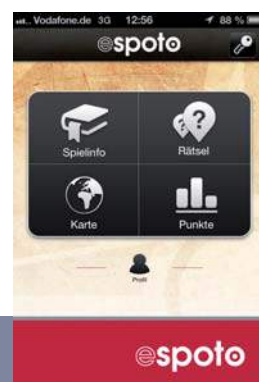 Vodafone.de 3G 12:56 88 %
espoto
Spielinfo Rätsel
Karte Punkte
Profil
espoto